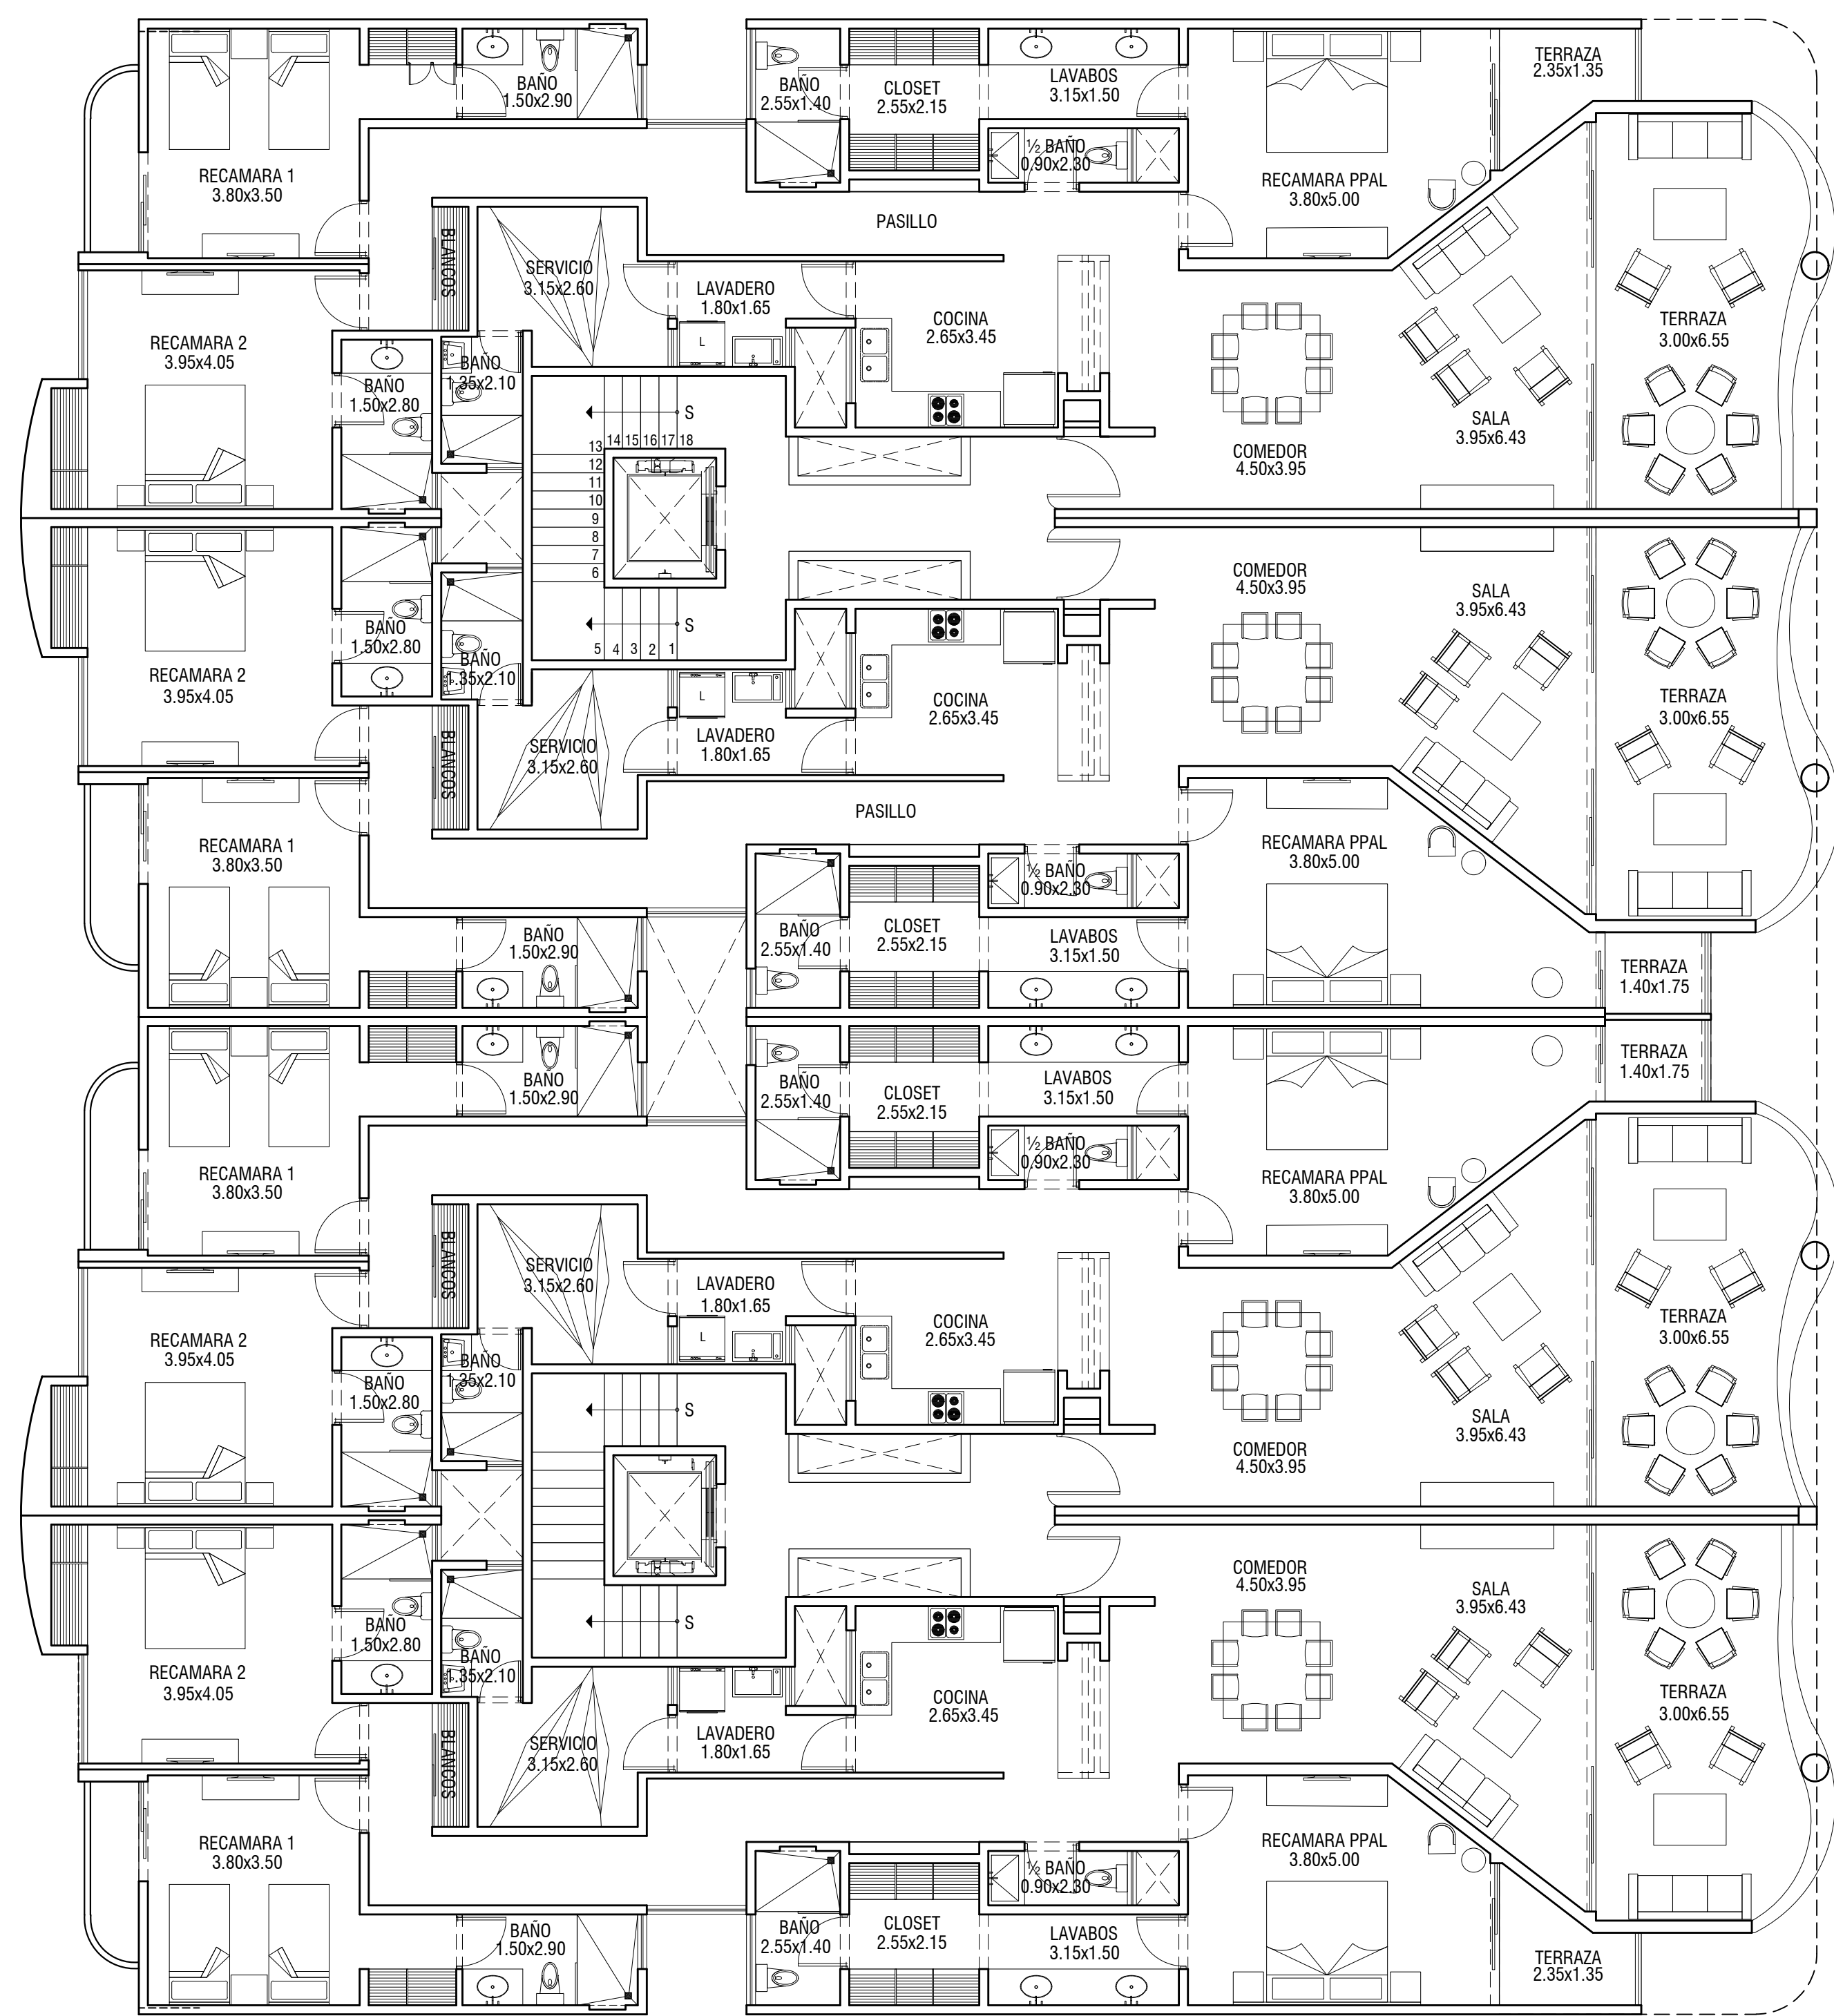 BAÑO
1.50x2.90
BAÑO
2.55x1.40
CLOSET
2.55x2.15
LAVABOS
3.15x1.50
TERRAZA
2.35x1.35
½ BAÑO
0.90x2.30
RECAMARA 1
3.80x3.50
RECAMARA PPAL
3.80x5.00
PASILLO
BLANCOS
SERVICIO
3.15x2.60
LAVADERO
1.80x1.65
L
COCINA
2.65x3.45
TERRAZA
3.00x6.55
RECAMARA 2
3.95x4.05
BAÑO
1.50x2.80
BAÑO
1.35x2.10
S
SALA
3.95x6.43
13 14 15 16 17 18
12
11
10
9
8
7
6
COMEDOR
4.50x3.95
COMEDOR
4.50x3.95
SALA
3.95x6.43
S
5 4 3 2 1
BAÑO
1.50x2.80
BAÑO
1.35x2.10
RECAMARA 2
3.95x4.05
L
COCINA
2.65x3.45
TERRAZA
3.00x6.55
BLANCOS
SERVICIO
3.15x2.60
LAVADERO
1.80x1.65
PASILLO
RECAMARA 1
3.80x3.50
RECAMARA PPAL
3.80x5.00
½ BAÑO
0.90x2.30
BAÑO
1.50x2.90
BAÑO
2.55x1.40
CLOSET
2.55x2.15
LAVABOS
3.15x1.50
TERRAZA
1.40x1.75
TERRAZA
1.40x1.75
BAÑO
1.50x2.90
BAÑO
2.55x1.40
CLOSET
2.55x2.15
LAVABOS
3.15x1.50
½ BAÑO
0.90x2.30
RECAMARA 1
3.80x3.50
RECAMARA PPAL
3.80x5.00
BLANCOS
SERVICIO
3.15x2.60
LAVADERO
1.80x1.65
L
COCINA
2.65x3.45
TERRAZA
3.00x6.55
RECAMARA 2
3.95x4.05
BAÑO
1.50x2.80
BAÑO
1.35x2.10
S
SALA
3.95x6.43
COMEDOR
4.50x3.95
COMEDOR
4.50x3.95
SALA
3.95x6.43
S
BAÑO
1.50x2.80
BAÑO
1.35x2.10
RECAMARA 2
3.95x4.05
COCINA
2.65x3.45
TERRAZA
3.00x6.55
BLANCOS
SERVICIO
3.15x2.60
LAVADERO
1.80x1.65
RECAMARA 1
3.80x3.50
RECAMARA PPAL
3.80x5.00
½ BAÑO
0.90x2.30
BAÑO
1.50x2.90
BAÑO
2.55x1.40
CLOSET
2.55x2.15
LAVABOS
3.15x1.50
TERRAZA
2.35x1.35